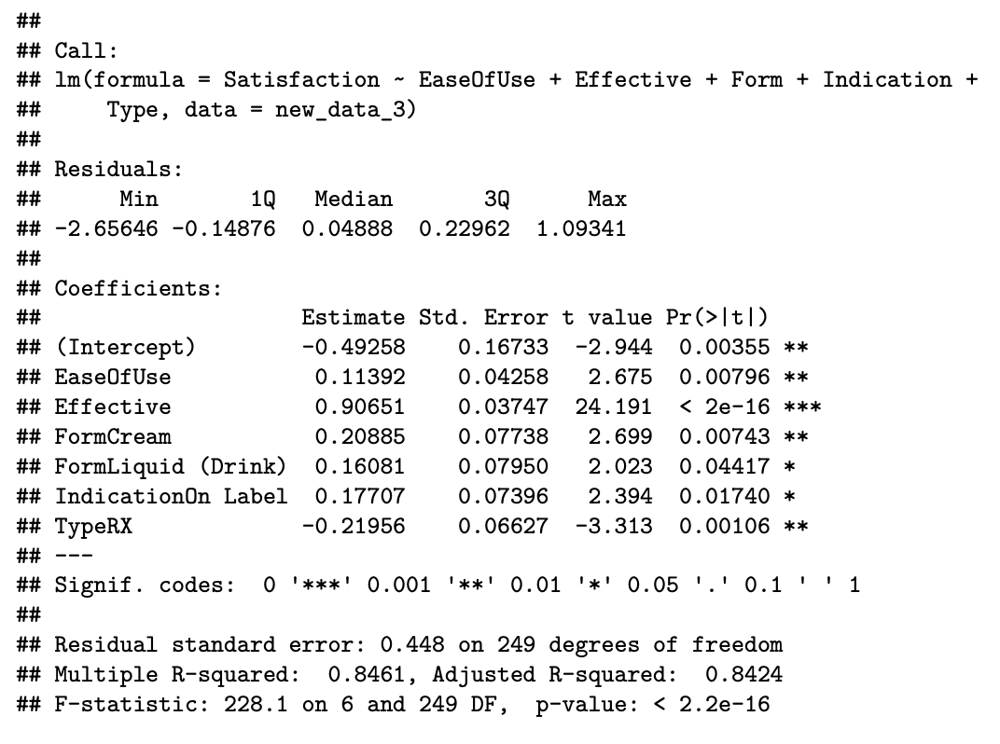 ##
## Call:
## lm(formula = Satisfaction ~ EaseOfUse + Effective + Form + Indication +
##     Type, data = new_data_3)
##
## Residuals:
##      Min       1Q   Median       3Q      Max
## -2.65646 -0.14876  0.04888  0.22962  1.09341
##
## Coefficients:
##                    Estimate Std. Error t value Pr(>|t|)
## (Intercept)        -0.49258    0.16733  -2.944  0.00355 **
## EaseOfUse           0.11392    0.04258   2.675  0.00796 **
## Effective           0.90651    0.03747  24.191  < 2e-16 ***
## FormCream           0.20885    0.07738   2.699  0.00743 **
## FormLiquid (Drink)  0.16081    0.07950   2.023  0.04417 *
## IndicationOn Label  0.17707    0.07396   2.394  0.01740 *
## TypeRX             -0.21956    0.06627  -3.313  0.00106 **
## ---
## Signif. codes:  0 '***' 0.001 '**' 0.01 '*' 0.05 '.' 0.1 ' ' 1
##
## Residual standard error: 0.448 on 249 degrees of freedom
## Multiple R-squared:  0.8461, Adjusted R-squared:  0.8424
## F-statistic: 228.1 on 6 and 249 DF,  p-value: < 2.2e-16